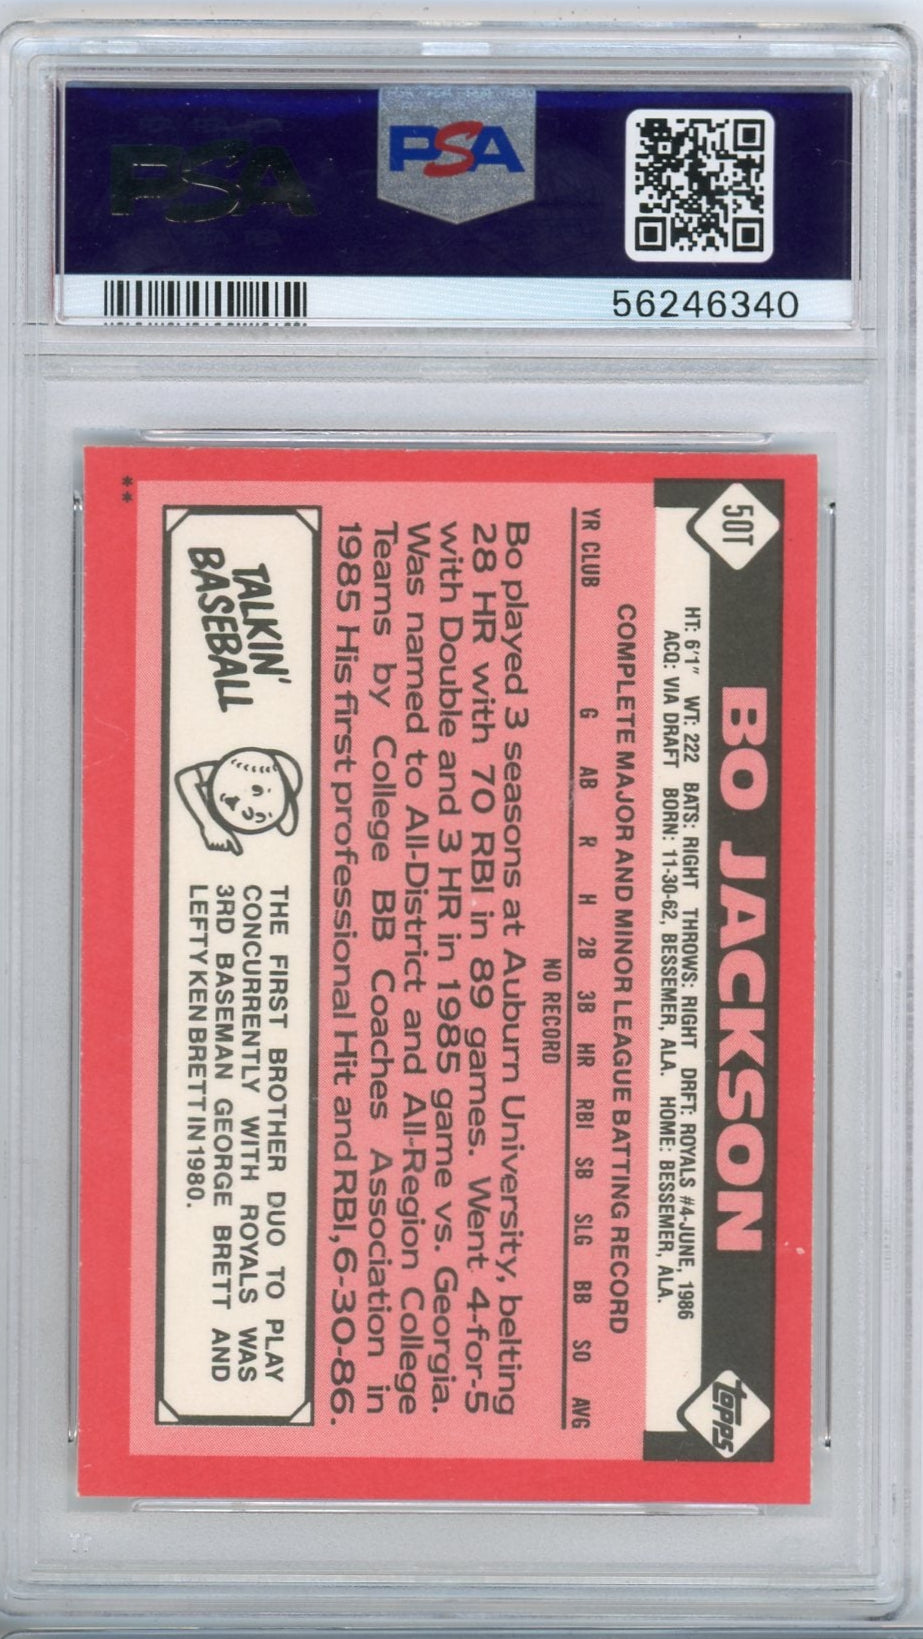 PSA
PSA
56246340
50T
BO JACKSON
topps
HT: 6'1" WT: 222 BATS: RIGHT THROWS: RIGHT DRFT: ROYALS #4-JUNE, 1986
ACQ: VIA DRAFT BORN: 11-30-62, BESSEMER, ALA. HOME: BESSEMER, ALA.
COMPLETE MAJOR AND MINOR LEAGUE BATTING RECORD
YR CLUB G AB R H 2B 3B HR RBI SB SLG BB SO AVG
NO RECORD
Bo played 3 seasons at Auburn University, belting
28 HR with 70 RBI in 89 games. Went 4-for-5
with Double and 3 HR in 1985 game vs. Georgia.
Was named to All-District and All-Region College
Teams by College BB Coaches Association in
1985 His first professional Hit and RBI, 6-30-86.
TALKIN'
BASEBALL
THE FIRST BROTHER DUO TO PLAY
CONCURRENTLY WITH ROYALS WAS
3RD BASEMAN GEORGE BRETT AND
LEFTY KEN BRETT IN 1980.
**